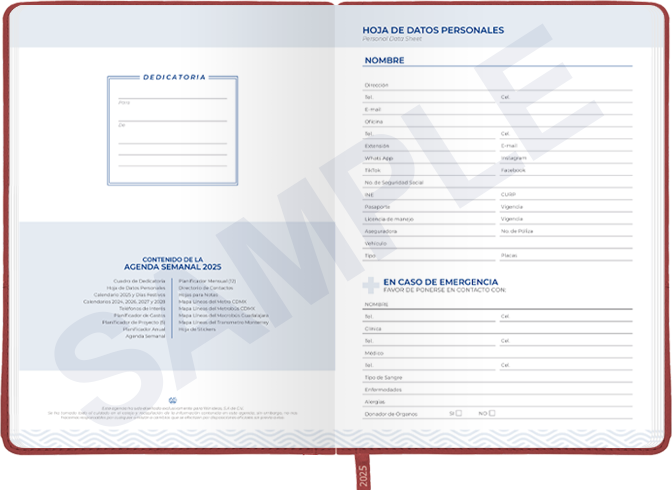 DEDICATORIA
Para
De
CONTENIDO DE LA
AGENDA SEMANAL 2025
Cuadro de Dedicatoria
Hoja de Datos Personales
Calendario 2025 y Días Festivos
Calendarios 2024, 2026, 2027 y 2028
Teléfonos de Interés
Planificador de Gastos
Planificador de Proyecto (5)
Planificador Anual
Agenda Semanal
Planificador Mensual (12)
Directorio de Contactos
Hojas para Notas
Mapa Líneas del Metro CDMX
Mapa Líneas del Metrobús CDMX
Mapa Líneas del Macrobús Guadalajara
Mapa Líneas del Transmetro Monterrey
Hoja de Stickers
HOJA DE DATOS PERSONALES
Personal Data Sheet
NOMBRE
Dirección
Tel. Cel.
E-mail
Oficina
Tel. Cel.
Extensión E-mail
Whats App Instagram
TikTok Facebook
No. de Seguridad Social
INE CURP
Pasaporte Vigencia
Licencia de manejo Vigencia
Aseguradora No. de Póliza
Vehículo
Tipo Placas
EN CASO DE EMERGENCIA
FAVOR DE PONERSE EN CONTACTO CON:
NOMBRE
Tel. Cel.
Clínica
Tel. Cel.
Médico
Tel. Cel.
Tipo de Sangre
Enfermedades
Alergias
Donador de Órganos SI NO
SAMPLE
2025